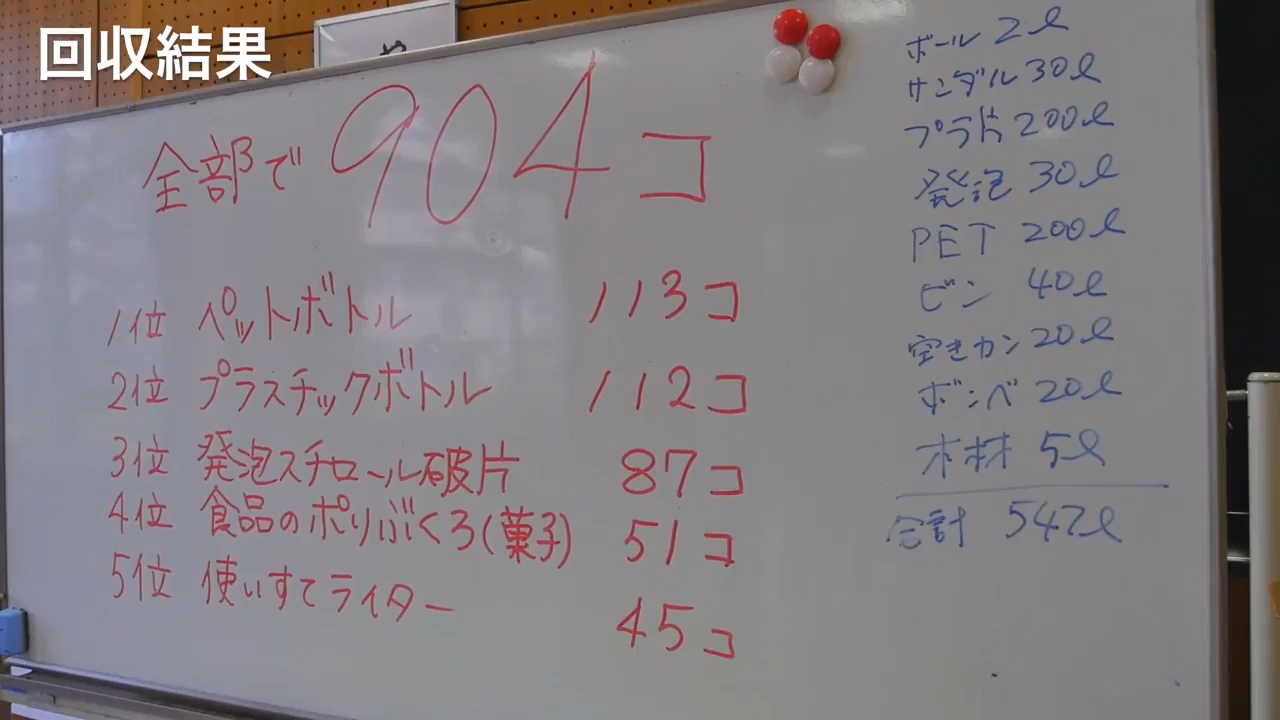 回収結果
全部で 904コ
1位 ペットボトル 113コ
2位 プラスチックボトル 112コ
3位 発泡スチロール破片 87コ
4位 食品のポリぶくろ(菓子) 51コ
5位 使いすてライター 45コ
ボール 2ℓ
サンダル 30ℓ
プラ片 200ℓ
発泡 30ℓ
PET 200ℓ
ビン 40ℓ
空きカン 20ℓ
ボンベ 20ℓ
木材 5ℓ
合計 547ℓ